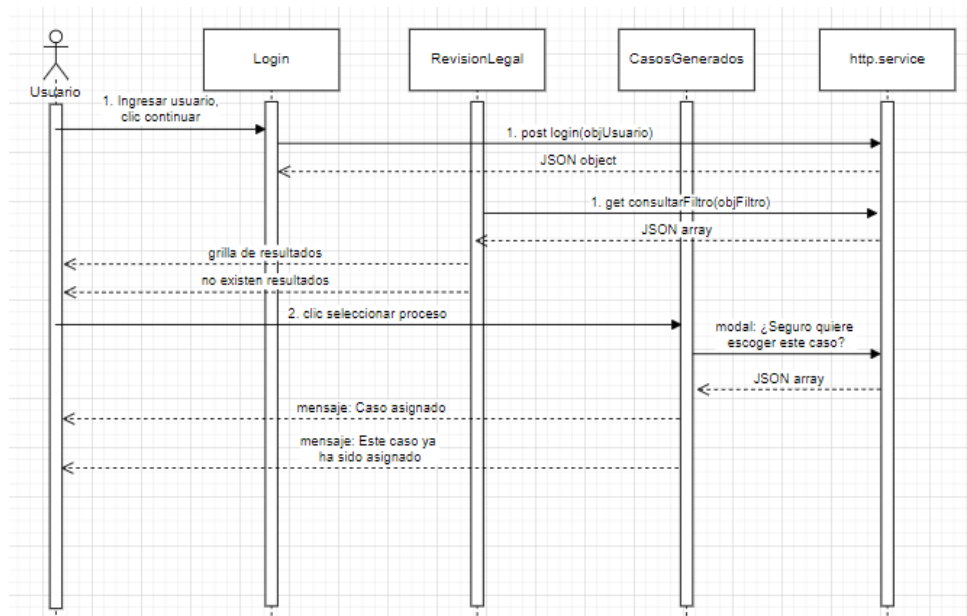 Login
RevisionLegal
CasosGenerados
http.service
Usuario
1. Ingresar usuario,
clic continuar
1. post login(objUsuario)
JSON object
1. get consultarFiltro(objFiltro)
JSON array
grilla de resultados
no existen resultados
2. clic seleccionar proceso
modal: ¿Seguro quiere
escoger este caso?
JSON array
mensaje: Caso asignado
mensaje: Este caso ya
ha sido asignado